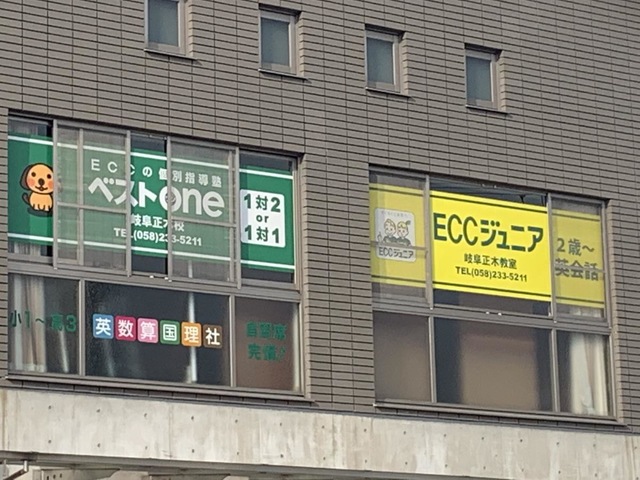 ECCの個別指導塾
ベストone
岐阜正木校
TEL(058)233-5211
1対2
or
1対1
小1～高3
英数算国理社
自習席
完備!
ECCジュニア
ECCジュニア
岐阜正木教室
TEL(058)233-5211
2歳～
英会話